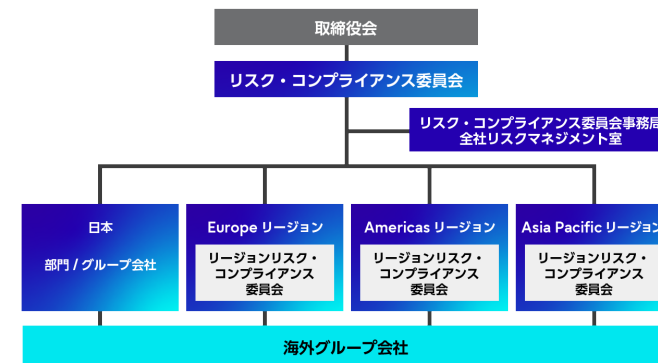 取締役会
リスク・コンプライアンス委員会
リスク・コンプライアンス委員会事務局
全社リスクマネジメント室
日本
部門 / グループ会社
Europe リージョン
リージョンリスク・
コンプライアンス
委員会
Americas リージョン
リージョンリスク・
コンプライアンス
委員会
Asia Pacific リージョン
リージョンリスク・
コンプライアンス
委員会
海外グループ会社